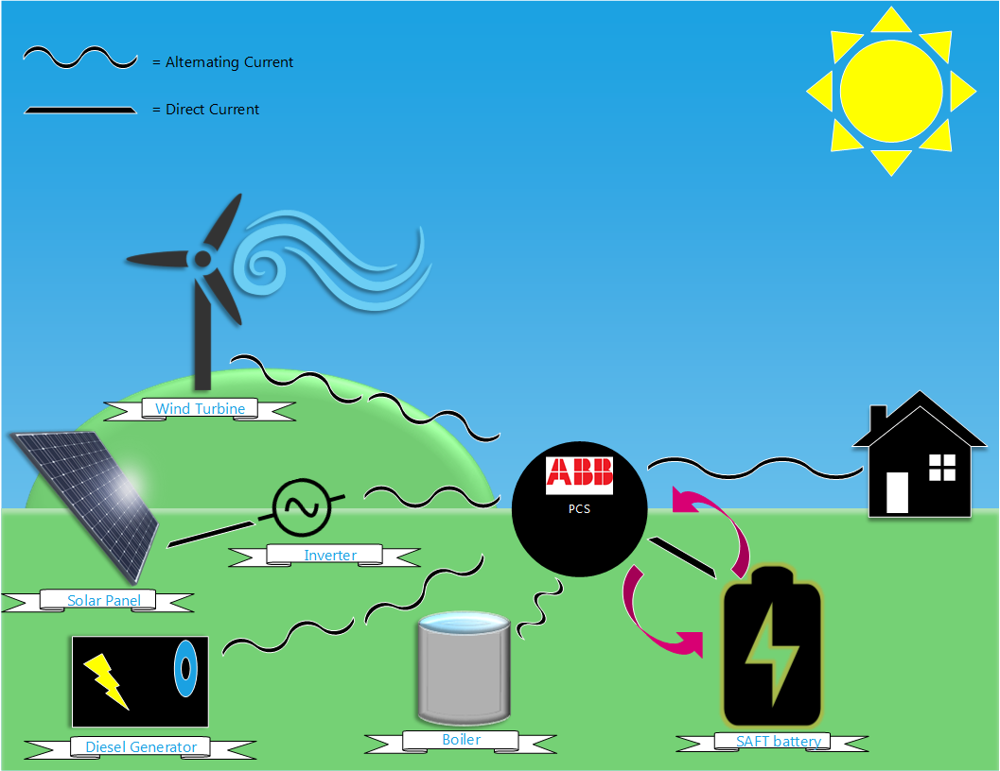 = Alternating Current
= Direct Current
Wind Turbine
ABB
PCS
Inverter
Solar Panel
Diesel Generator
Boiler
SAFT battery